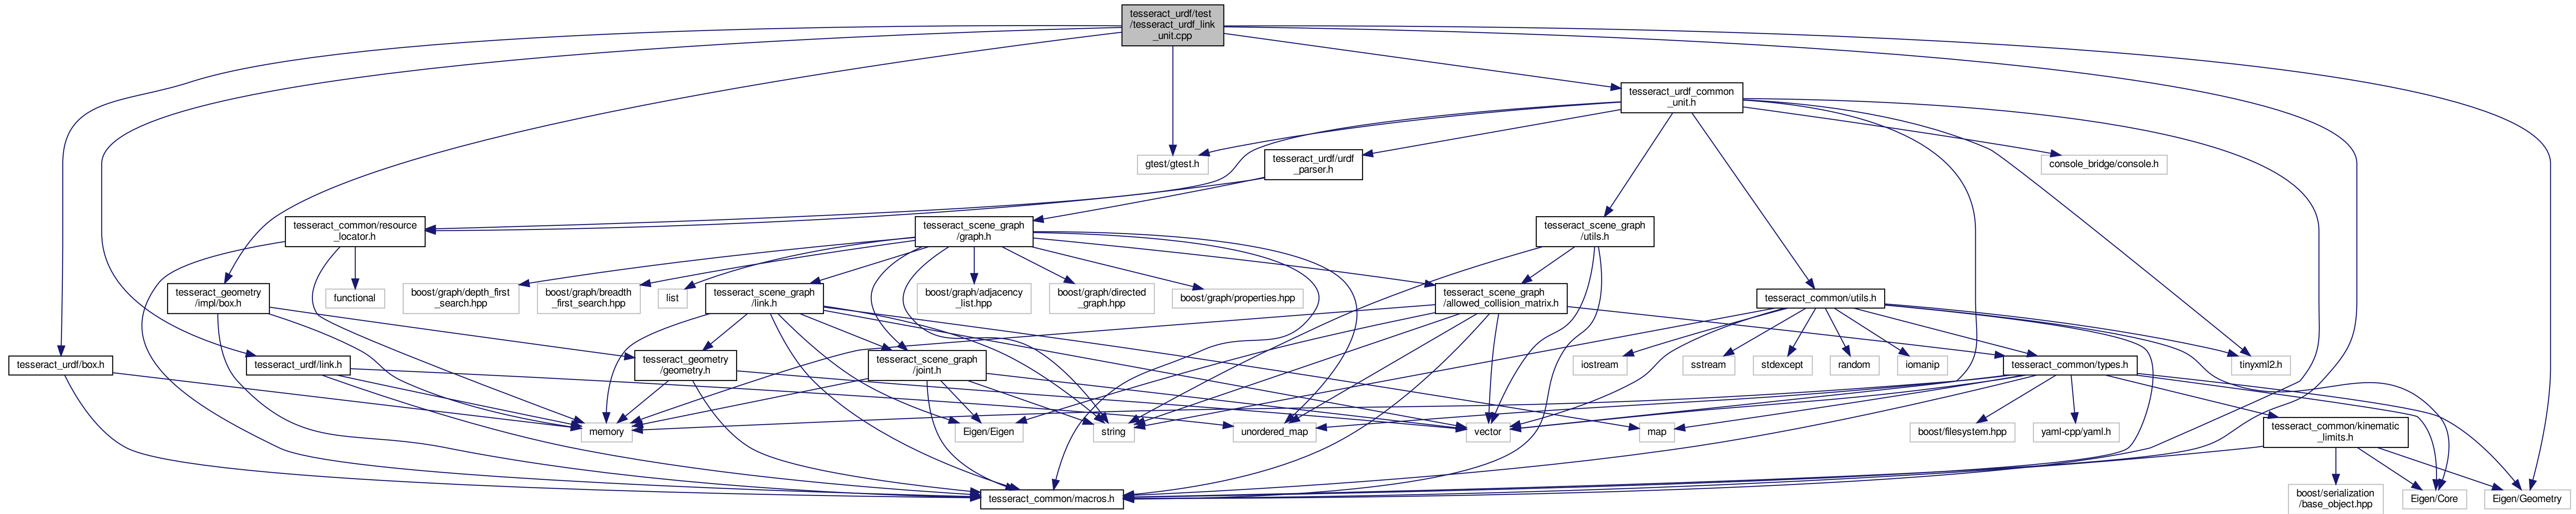 tesseract_urdf/test
/tesseract_urdf_link
_unit.cpp
tesseract_urdf_common
_unit.h
gtest/gtest.h
tesseract_urdf/urdf
_parser.h
console_bridge/console.h
tesseract_common/resource
_locator.h
tesseract_scene_graph
/graph.h
tesseract_scene_graph
/utils.h
tesseract_geometry
/impl/box.h
functional
boost/graph/depth_first
_search.hpp
boost/graph/breadth
_first_search.hpp
list
tesseract_scene_graph
/link.h
boost/graph/adjacency
_list.hpp
boost/graph/directed
_graph.hpp
boost/graph/properties.hpp
tesseract_scene_graph
/allowed_collision_matrix.h
tesseract_common/utils.h
tesseract_urdf/box.h
tesseract_urdf/link.h
tesseract_geometry
/geometry.h
tesseract_scene_graph
/joint.h
iostream
sstream
stdexcept
random
iomanip
tesseract_common/types.h
tinyxml2.h
memory
Eigen/Eigen
string
unordered_map
vector
map
boost/filesystem.hpp
yaml-cpp/yaml.h
tesseract_common/kinematic
_limits.h
tesseract_common/macros.h
boost/serialization
/base_object.hpp
Eigen/Core
Eigen/Geometry